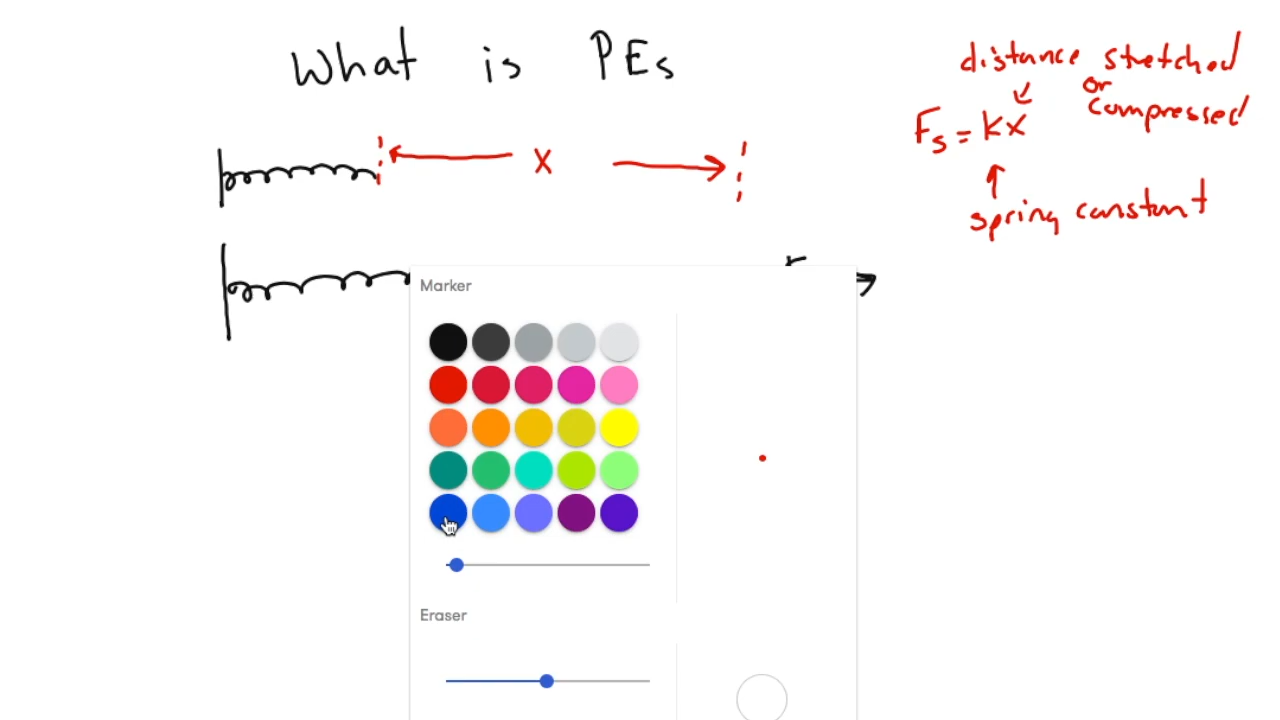 What is PEs
distance stretched
or
compressed
Fs = kx
x
spring constant
Marker
Eraser